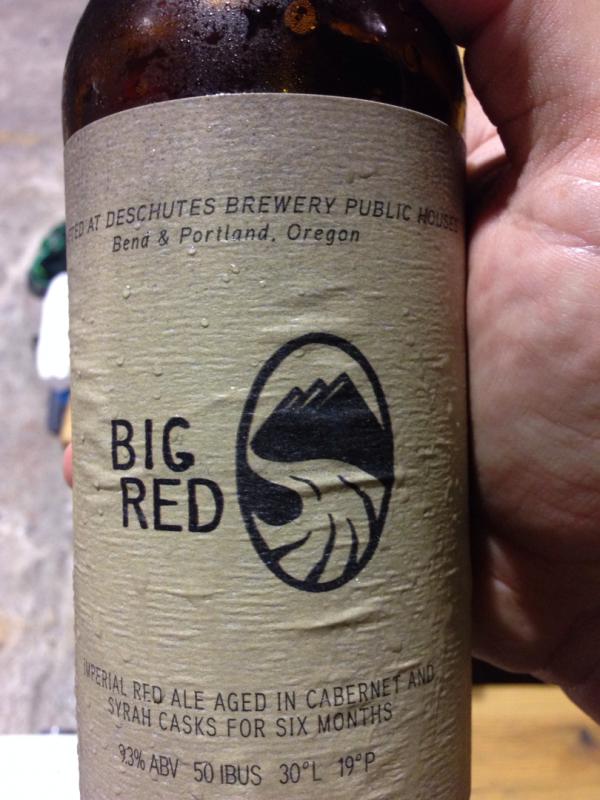 AT DESCHUTES BREWERY PUBLIC HOUSES
Bend & Portland, Oregon
BIG
RED
IMPERIAL RED ALE AGED IN CABERNET AND
SYRAH CASKS FOR SIX MONTHS
9.3% ABV 50 IBUS 30°L 19°P